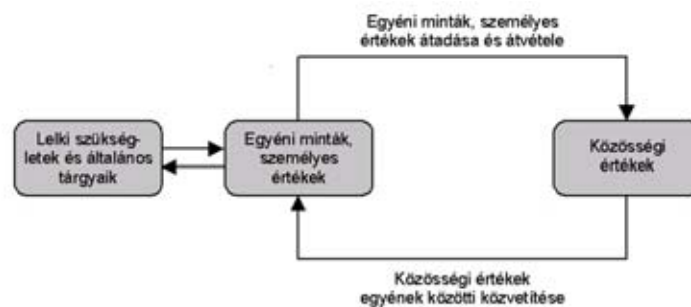 Egyéni minták, személyes
értékek átadása és átvétele
Lelki szükség-
letek és általános
tárgyaik
Egyéni minták,
személyes
értékek
Közösségi
értékek
Közösségi értékek
egyének közötti közvetítése